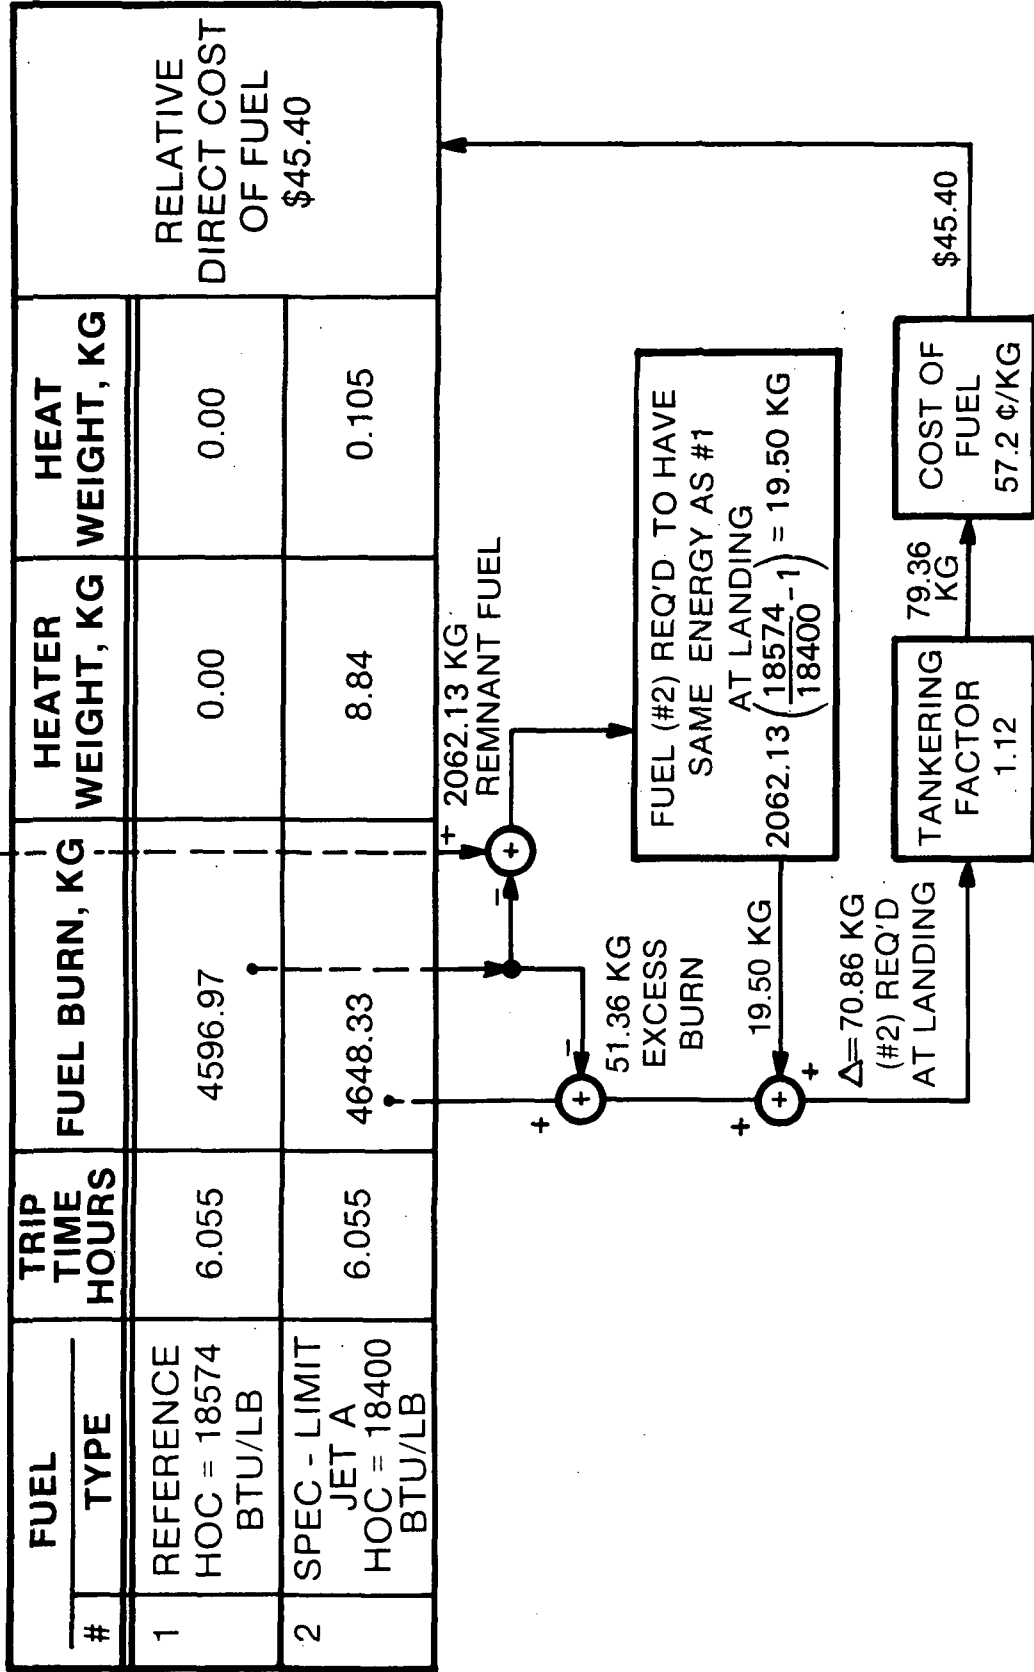 FUEL
# TYPE
TRIP
TIME
HOURS
FUEL BURN, KG
HEATER
WEIGHT, KG
HEAT
WEIGHT, KG
1
REFERENCE
HOC = 18574
BTU/LB
6.055
4596.97
0.00
0.00
2
SPEC - LIMIT
JET A
HOC = 18400
BTU/LB
6.055
4648.33
8.84
0.105
RELATIVE
DIRECT COST
OF FUEL
$45.40
+
2062.13 KG
REMNANT FUEL
+
−
+
−
+
51.36 KG
EXCESS
BURN
FUEL (#2) REQ'D TO HAVE
SAME ENERGY AS #1
AT LANDING
2062.13 (18574/18400 -1) = 19.50 KG
19.50 KG
+
+
+
Δ=70.86 KG
(#2) REQ'D
AT LANDING
TANKERING
FACTOR
1.12
79.36
KG
COST OF
FUEL
57.2 ¢/KG
$45.40